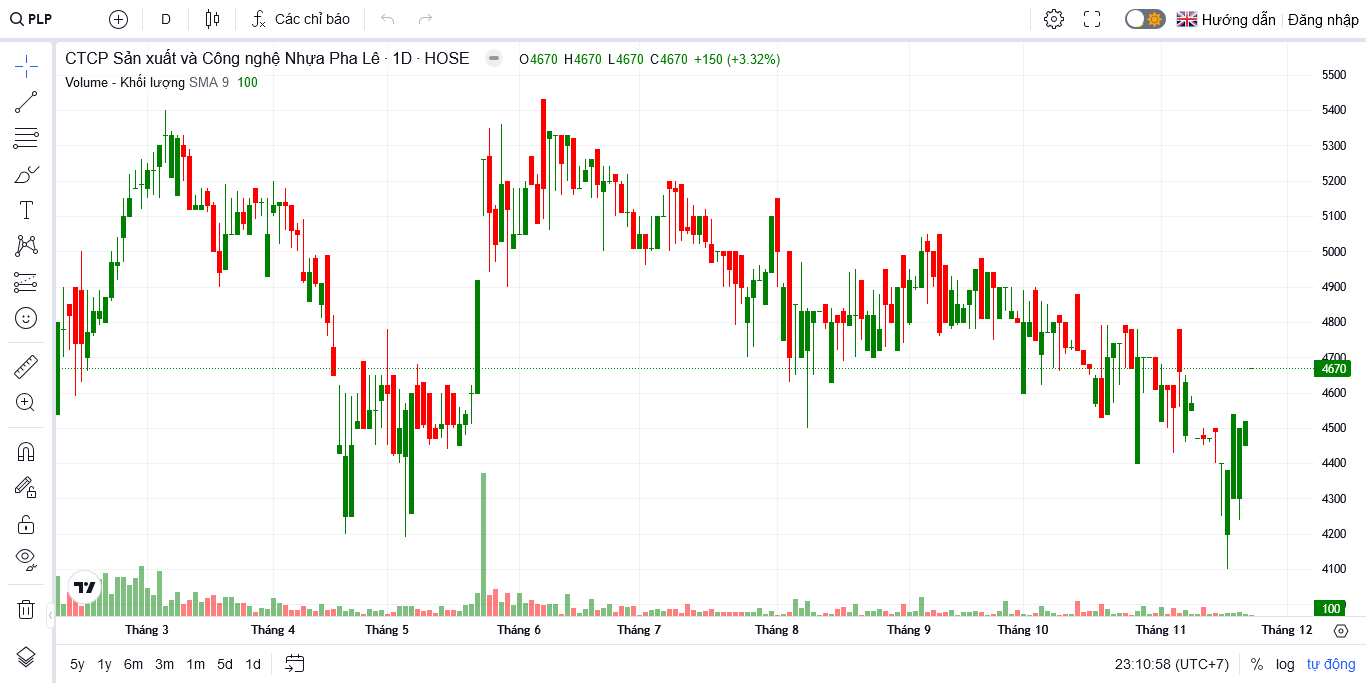 PLP
D
Các chỉ báo
Hướng dẫn
Đăng nhập
CTCP Sản xuất và Công nghệ Nhựa Pha Lê · 1D · HOSE
O4670 H4670 L4670 C4670 +150 (+3.32%)
Volume - Khối lượng SMA 9 100
5500
5400
5300
5200
5100
5000
4900
4800
4700
4670
4600
4500
4400
4300
4200
4100
100
Tháng 3 Tháng 4 Tháng 5 Tháng 6 Tháng 7 Tháng 8 Tháng 9 Tháng 10 Tháng 11 Tháng 12
5y 1y 6m 3m 1m 5d 1d
23:10:58 (UTC+7) % log tự động